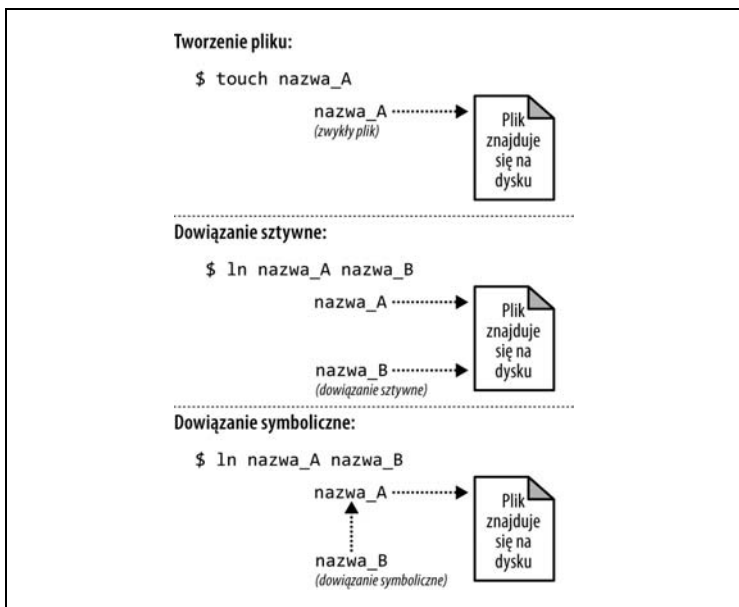 Tworzenie pliku:
$ touch nazwa_A
nazwa_A
(zwykły plik)
Plik
znajduje
się na
dysku
Dowiązanie sztywne:
$ ln nazwa_A nazwa_B
nazwa_A
nazwa_B
(dowiązanie sztywne)
Plik
znajduje
się na
dysku
Dowiązanie symboliczne:
$ ln nazwa_A nazwa_B
nazwa_A
nazwa_B
(dowiązanie symboliczne)
Plik
znajduje
się na
dysku